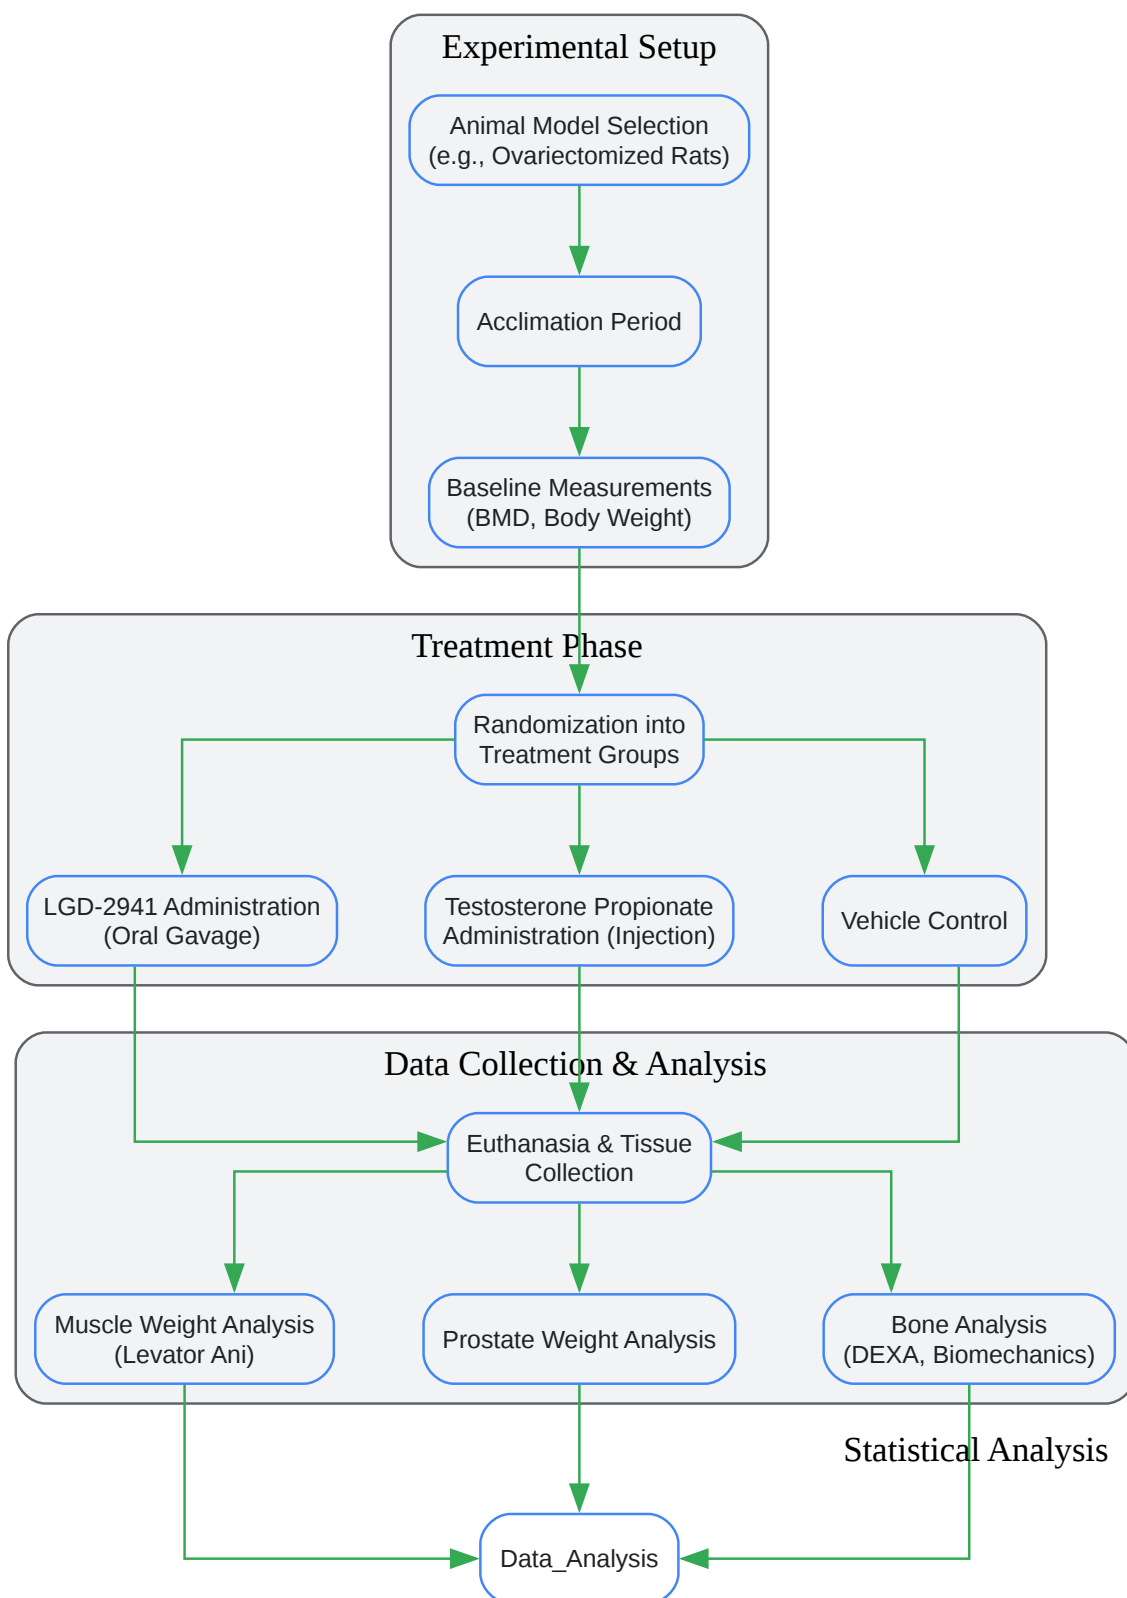 Experimental Setup
Animal Model Selection
(e.g., Ovariectomized Rats)
Acclimation Period
Baseline Measurements
(BMD, Body Weight)
Treatment Phase
Randomization into
Treatment Groups
LGD-2941 Administration
(Oral Gavage)
Testosterone Propionate
Administration (Injection)
Vehicle Control
Data Collection & Analysis
Euthanasia & Tissue
Collection
Muscle Weight Analysis
(Levator Ani)
Prostate Weight Analysis
Bone Analysis
(DEXA, Biomechanics)
Statistical Analysis
Data_Analysis